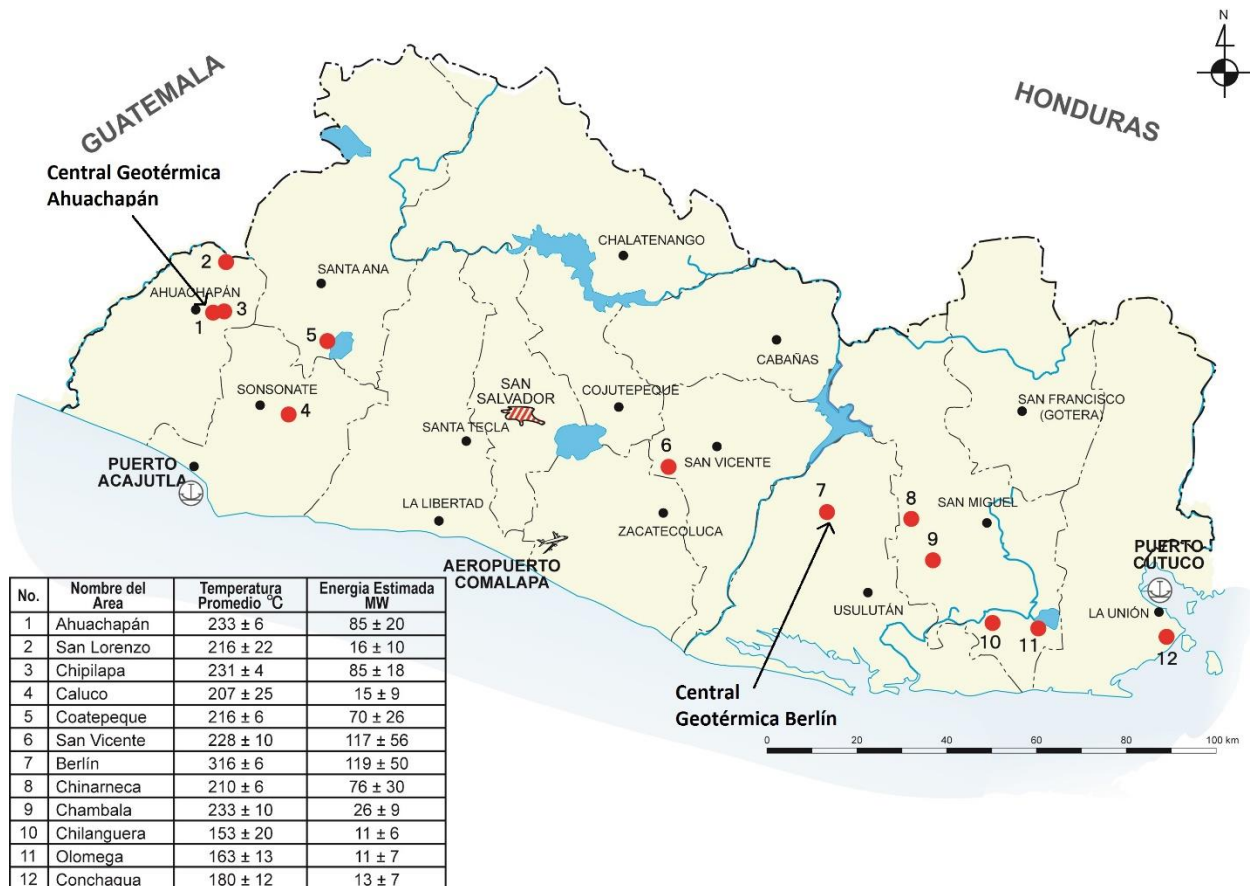 N
GUATEMALA
HONDURAS
Central Geotérmica
Ahuachapán
CHALATENANGO
2
SANTA ANA
AHUACHAPÁN
1
3
5
CABAÑAS
SAN
SALVADOR
COJUTEPEQUE
SONSONATE
4
SAN FRANCISCO
(GOTERA)
SANTA TECLA
6
SAN VICENTE
PUERTO
ACAJUTLA
LA LIBERTAD
ZACATECOLUCA
7
8
SAN MIGUEL
9
AEROPUERTO
COMALAPA
PUERTO
CUTUCO
USULUTÁN
LA UNIÓN
10
11
12
Central
Geotérmica Berlín
0 20 40 60 80 100 km
No. Nombre del Area Temperatura Promedio °C Energia Estimada MW
1 Ahuachapán 233 ± 6 85 ± 20
2 San Lorenzo 216 ± 22 16 ± 10
3 Chipilapa 231 ± 4 85 ± 18
4 Caluco 207 ± 25 15 ± 9
5 Coatepeque 216 ± 6 70 ± 26
6 San Vicente 228 ± 10 117 ± 56
7 Berlín 316 ± 6 119 ± 50
8 Chinarneca 210 ± 6 76 ± 30
9 Chambala 233 ± 10 26 ± 9
10 Chilanguera 153 ± 20 11 ± 6
11 Olomega 163 ± 13 11 ± 7
12 Conchagua 180 ± 12 13 ± 7